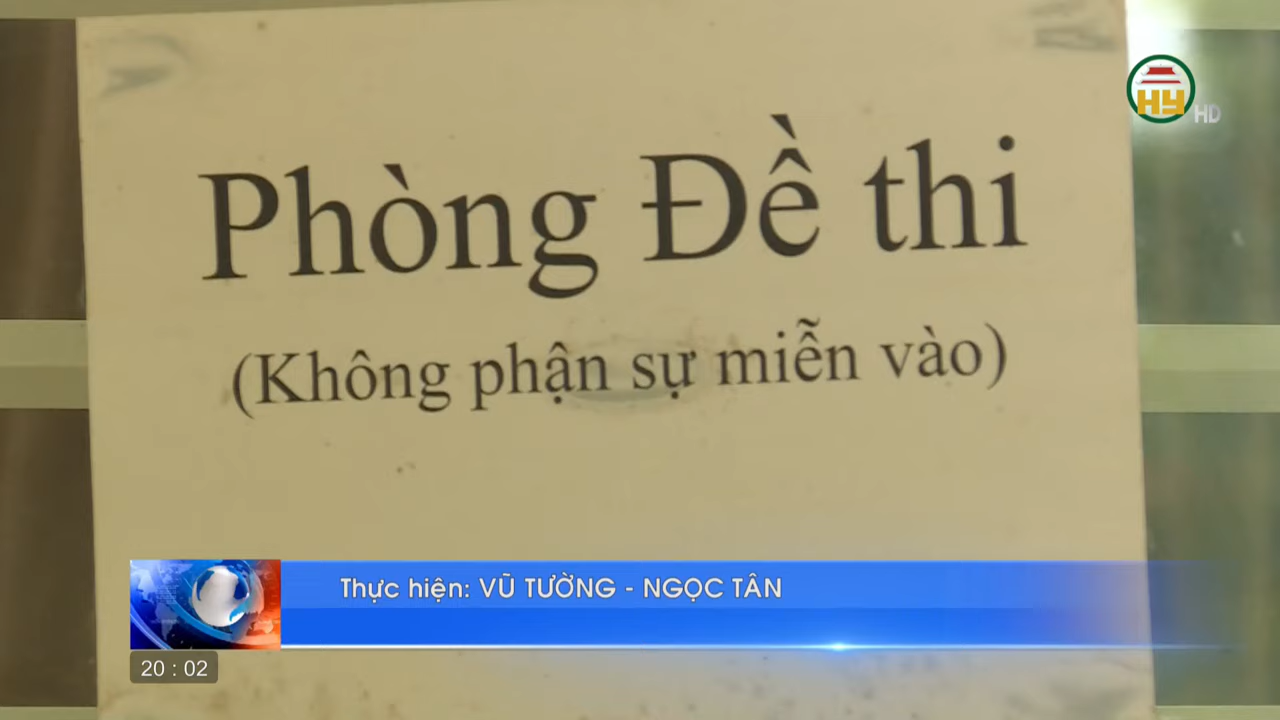 Phòng Đề thi
(Không phận sự miễn vào)
HY HD
Thực hiện: VŨ TƯỜNG - NGỌC TÂN
20 : 02